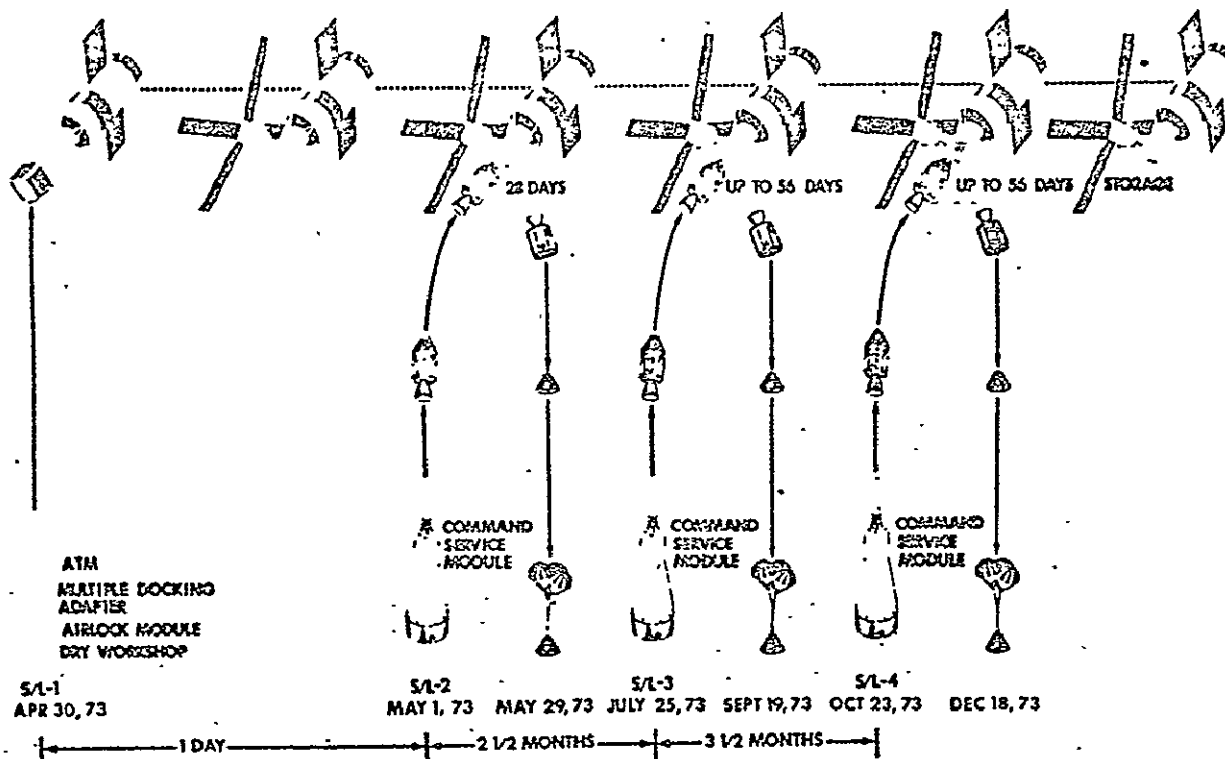 28 DAYS
UP TO 56 DAYS
UP TO 56 DAYS
STORAGE
COMMAND
SERVICE
MODULE
COMMAND
SERVICE
MODULE
COMMAND
SERVICE
MODULE
ATM
MULTIPLE DOCKING
ADAPTER
AIRLOCK MODULE
DRY WORKSHOP
S/L-1
APR 30, 73
S/L-2
MAY 1, 73
MAY 29, 73
S/L-3
JULY 25, 73
SEPT 19, 73
S/L-4
OCT 23, 73
DEC 18, 73
1 DAY
2 1/2 MONTHS
3 1/2 MONTHS